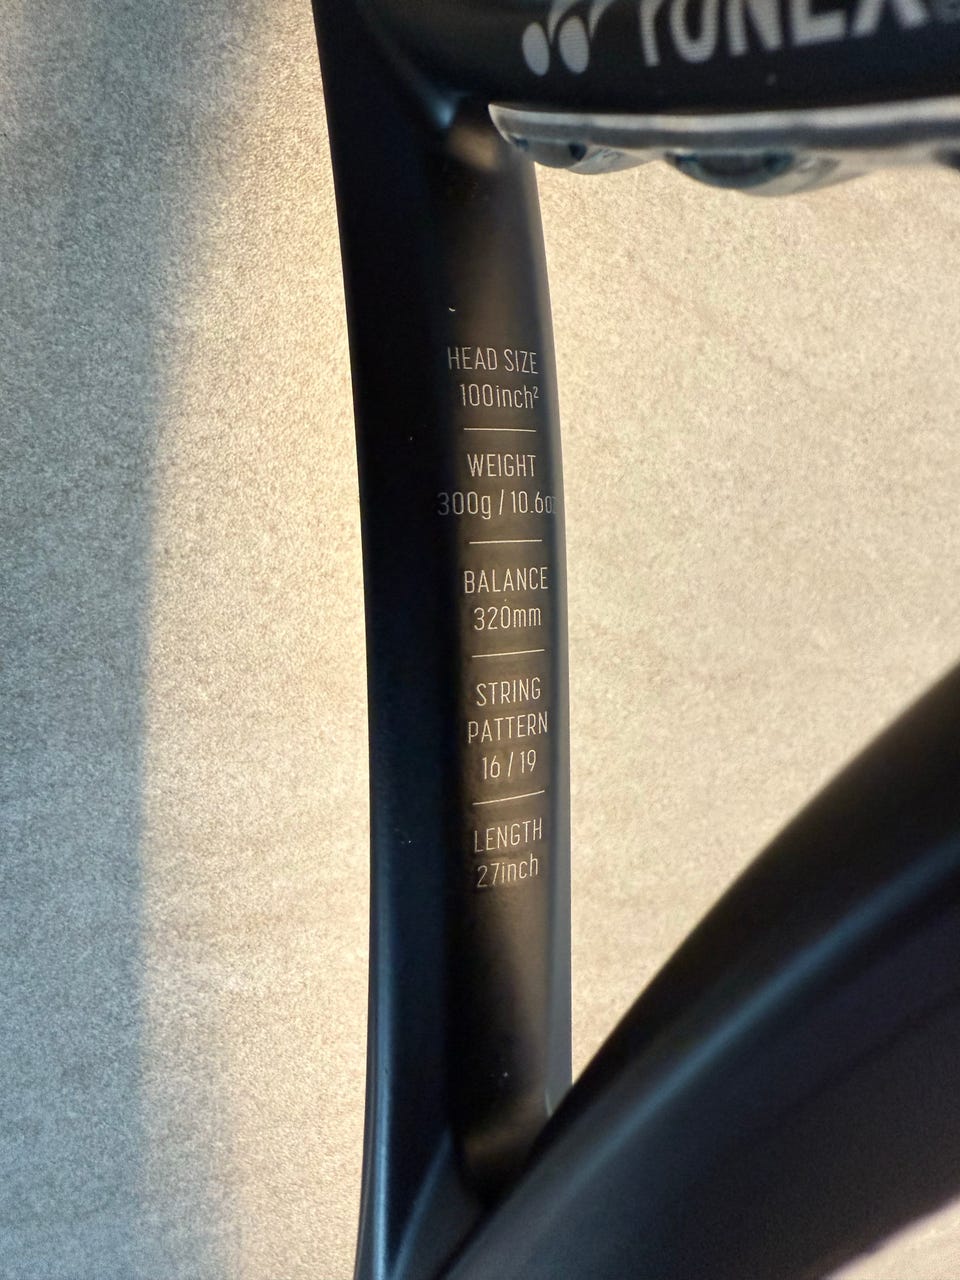 YONEX
HEAD SIZE
100inch²
WEIGHT
300g / 10.6oz
BALANCE
320mm
STRING
PATTERN
16 / 19
LENGTH
27inch